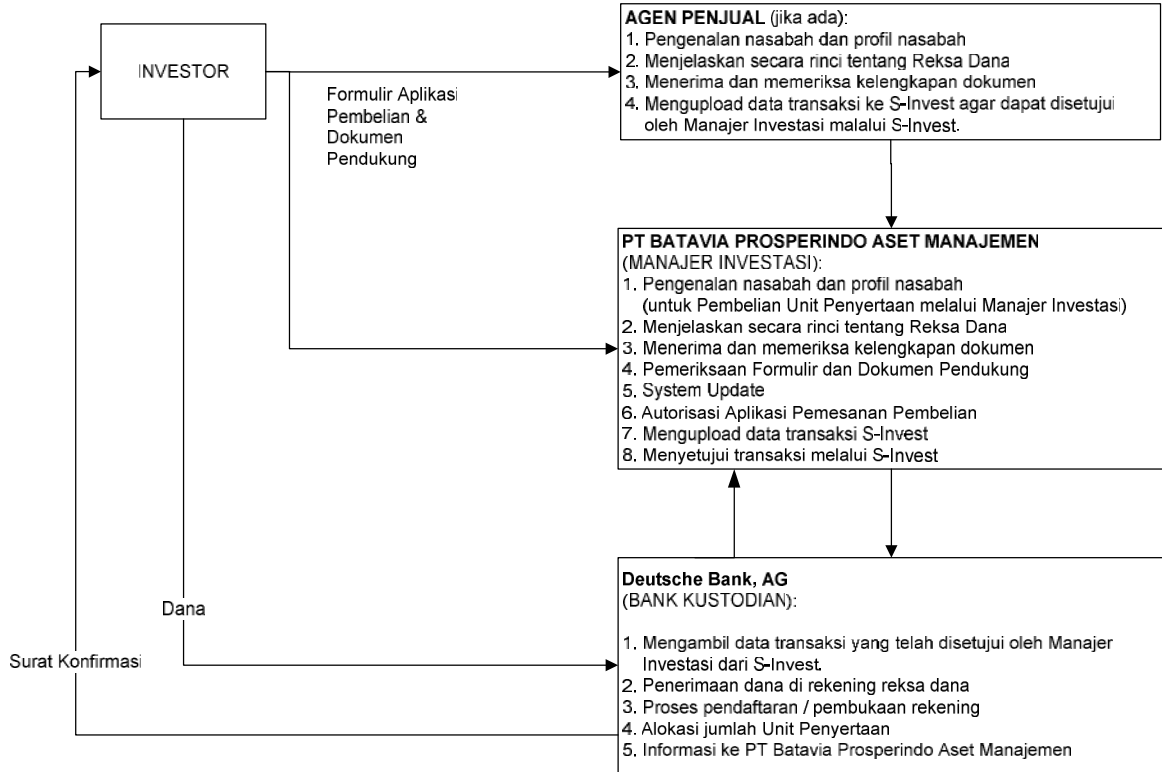 INVESTOR
Formulir Aplikasi
Pembelian &
Dokumen
Pendukung
AGEN PENJUAL (jika ada):
1. Pengenalan nasabah dan profil nasabah
2. Menjelaskan secara rinci tentang Reksa Dana
3. Menerima dan memeriksa kelengkapan dokumen
4. Mengupload data transaksi ke S-Invest agar dapat disetujui
oleh Manajer Investasi malalui S-Invest.
PT BATAVIA PROSPERINDO ASET MANAJEMEN
(MANAJER INVESTASI):
1. Pengenalan nasabah dan profil nasabah
(untuk Pembelian Unit Penyertaan melalui Manajer Investasi)
2. Menjelaskan secara rinci tentang Reksa Dana
3. Menerima dan memeriksa kelengkapan dokumen
4. Pemeriksaan Formulir dan Dokumen Pendukung
5. System Update
6. Autorisasi Aplikasi Pemesanan Pembelian
7. Mengupload data transaksi S-Invest
8. Menyetujui transaksi melalui S-Invest
Deutsche Bank, AG
(BANK KUSTODIAN):
1. Mengambil data transaksi yang telah disetujui oleh Manajer
Investasi dari S-Invest.
2. Penerimaan dana di rekening reksa dana
3. Proses pendaftaran / pembukaan rekening
4. Alokasi jumlah Unit Penyertaan
5. Informasi ke PT Batavia Prosperindo Aset Manajemen
Dana
Surat Konfirmasi